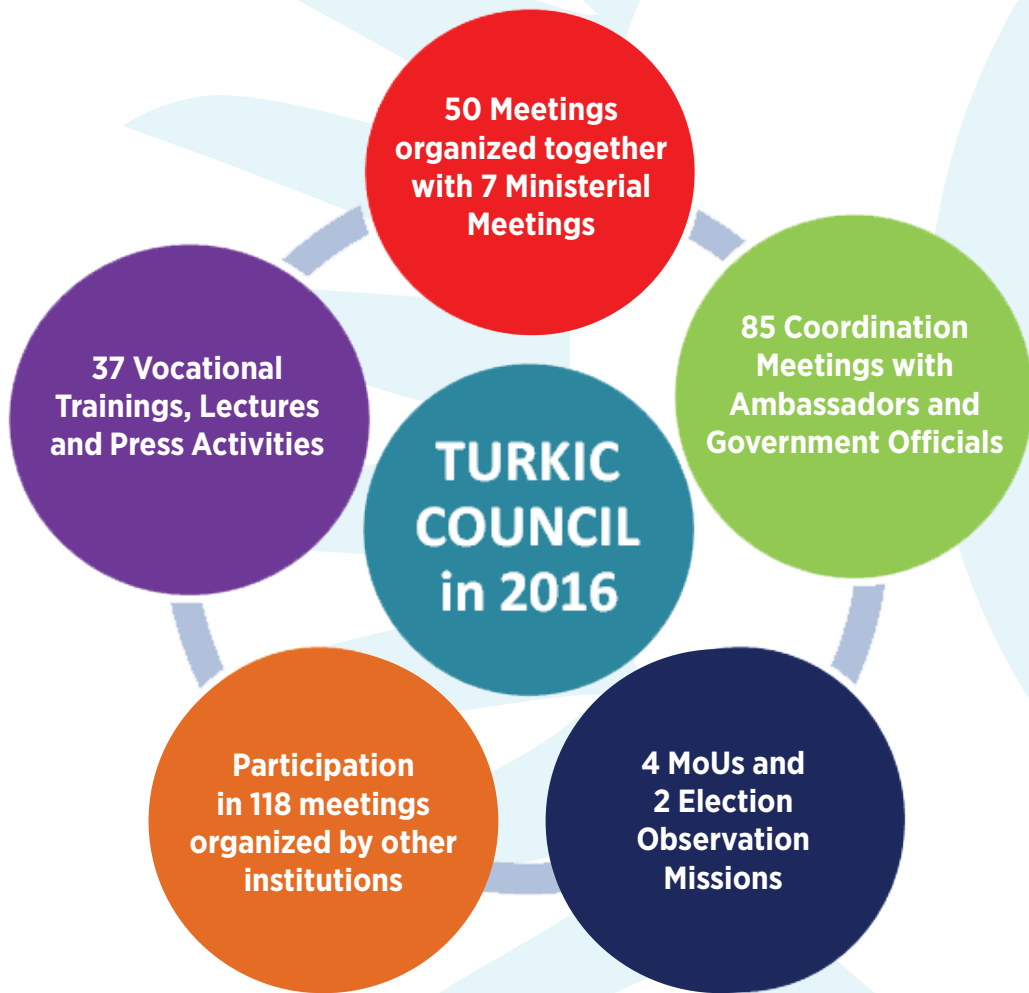 50 Meetings
organized together
with 7 Ministerial
Meetings
85 Coordination
Meetings with
Ambassadors and
Government Officials
37 Vocational
Trainings, Lectures
and Press Activities
TURKIC
COUNCIL
in 2016
Participation
in 118 meetings
organized by other
institutions
4 MoUs and
2 Election
Observation
Missions